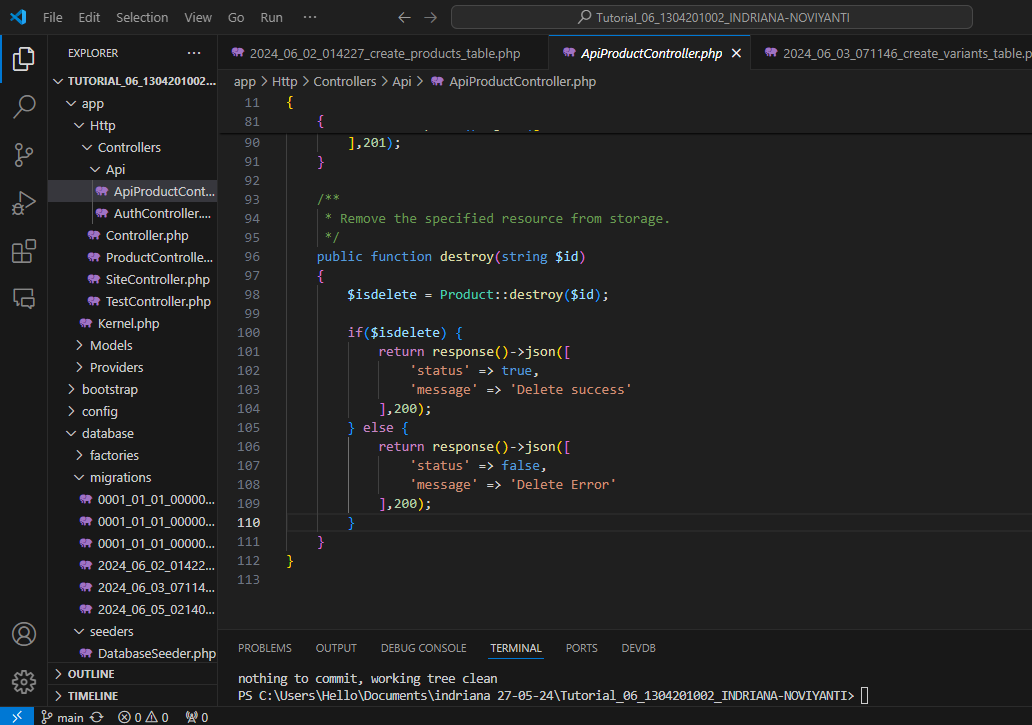 File Edit Selection View Go Run ···
Tutorial_06_1304201002_INDRIANA-NOVIYANTI
EXPLORER ···
TUTORIAL_06_1304201002...
app
Http
Controllers
Api
ApiProductCont...
AuthController....
Controller.php
ProductControlle...
SiteController.php
TestController.php
Kernel.php
Models
Providers
bootstrap
config
database
factories
migrations
0001_01_01_00000...
0001_01_01_00000...
0001_01_01_00000...
2024_06_02_01422...
2024_06_03_07114...
2024_06_05_02140...
seeders
DatabaseSeeder.php
OUTLINE
TIMELINE
2024_06_02_014227_create_products_table.php ApiProductController.php 2024_06_03_071146_create_variants_table.p
app > Http > Controllers > Api > ApiProductController.php
11 {
81 {
90 ],201);
91 }
92
93 /**
94 * Remove the specified resource from storage.
95 */
96 public function destroy(string $id)
97 {
98 $isdelete = Product::destroy($id);
99
100 if($isdelete) {
101 return response()->json([
102 'status' => true,
103 'message' => 'Delete success'
104 ],200);
105 } else {
106 return response()->json([
107 'status' => false,
108 'message' => 'Delete Error'
109 ],200);
110 }
111 }
112 }
113
PROBLEMS OUTPUT DEBUG CONSOLE TERMINAL PORTS DEVDB
nothing to commit, working tree clean
PS C:\Users\Hello\Documents\indriana 27-05-24\Tutorial_06_1304201002_INDRIANA-NOVIYANTI>
main 0 0 0